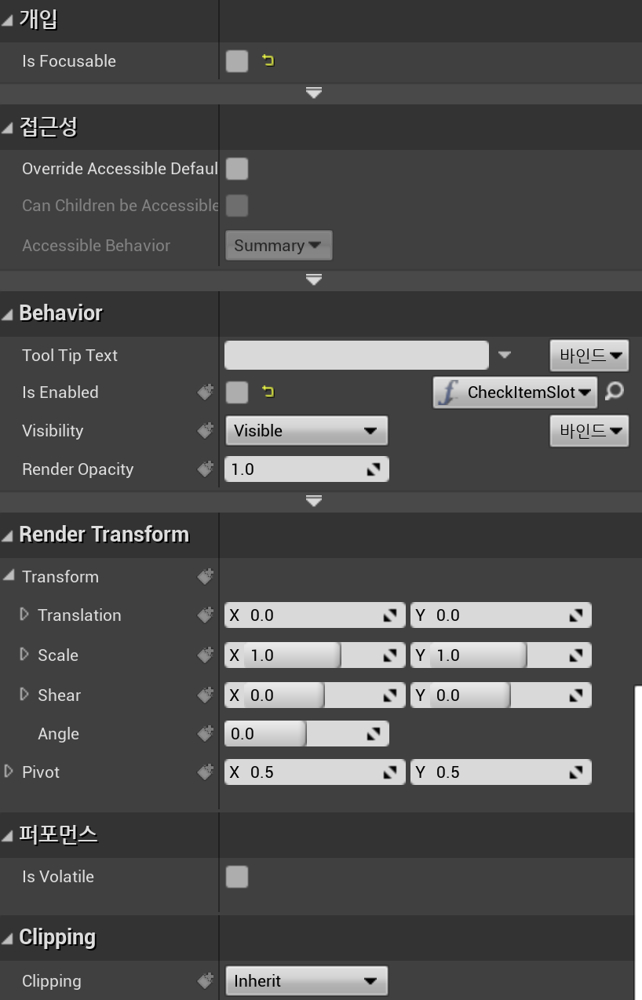 개입
Is Focusable
접근성
Override Accessible Defaul
Can Children be Accessible
Accessible Behavior Summary
Behavior
Tool Tip Text 바인드
Is Enabled CheckItemSlot
Visibility Visible 바인드
Render Opacity 1.0
Render Transform
Transform
Translation X 0.0 Y 0.0
Scale X 1.0 Y 1.0
Shear X 0.0 Y 0.0
Angle 0.0
Pivot X 0.5 Y 0.5
퍼포먼스
Is Volatile
Clipping
Clipping Inherit